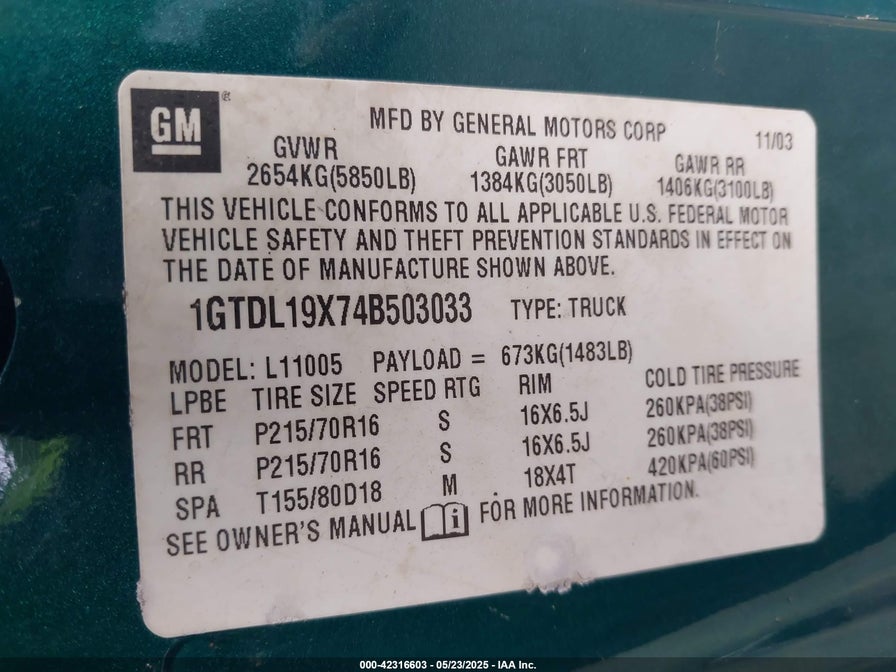 GM ®
MFD BY GENERAL MOTORS CORP 11/03
GVWR GAWR FRT GAWR RR
2654KG(5850LB) 1384KG(3050LB) 1406KG(3100LB)
THIS VEHICLE CONFORMS TO ALL APPLICABLE U.S. FEDERAL MOTOR
VEHICLE SAFETY AND THEFT PREVENTION STANDARDS IN EFFECT ON
THE DATE OF MANUFACTURE SHOWN ABOVE.
1GTDL19X74B503033 TYPE: TRUCK
MODEL: L11005 PAYLOAD = 673KG(1483LB)
LPBE TIRE SIZE SPEED RTG RIM COLD TIRE PRESSURE
FRT P215/70R16 S 16X6.5J 260KPA(38PSI)
RR P215/70R16 S 16X6.5J 260KPA(38PSI)
SPA T155/80D18 M 18X4T 420KPA(60PSI)
SEE OWNER'S MANUAL i FOR MORE INFORMATION.
000-42316603 - 05/23/2025 - IAA Inc.